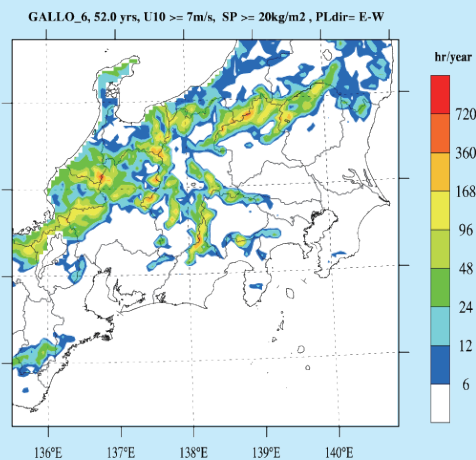 GALLO_6, 52.0 yrs, U10 >= 7m/s, SP >= 20kg/m2 , PLdir= E-W
hr/year
720
360
168
96
48
24
12
6
136°E 137°E 138°E 139°E 140°E